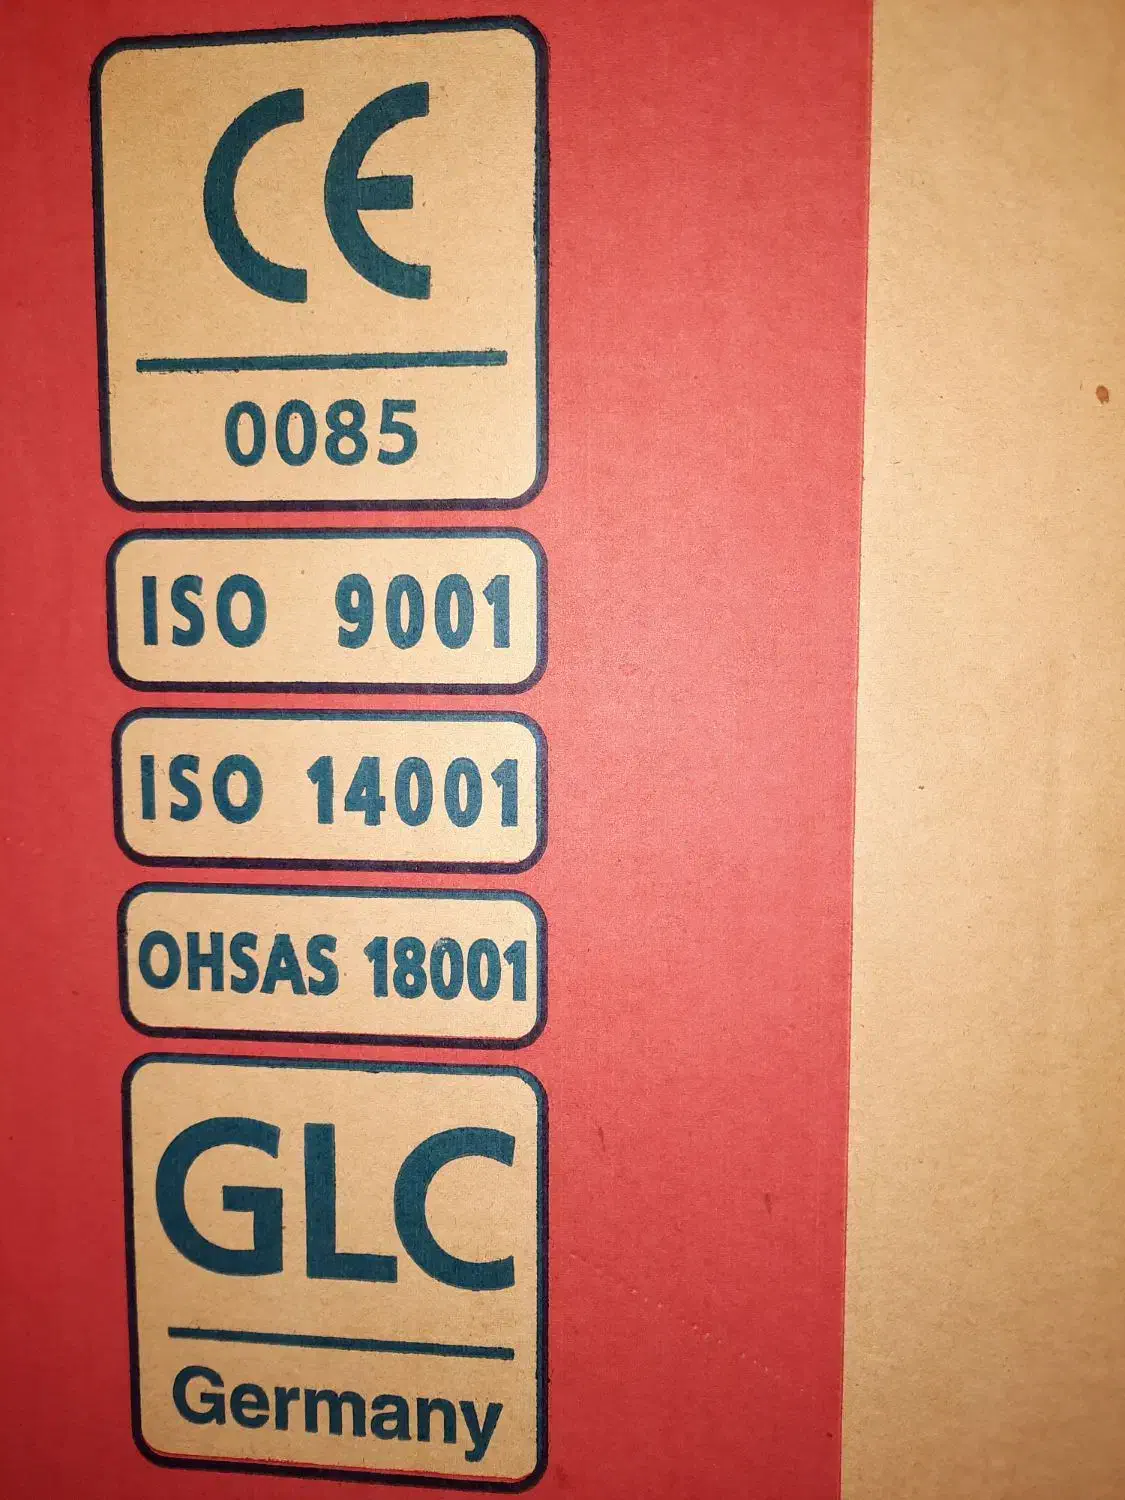 CE
0085
ISO 9001
ISO 14001
OHSAS 18001
GLC
Germany